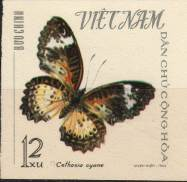 BƯU CHÍNH
VIỆT NAM
DÂN CHỦ CỘNG HÒA
12
XU
Cethosia cyane